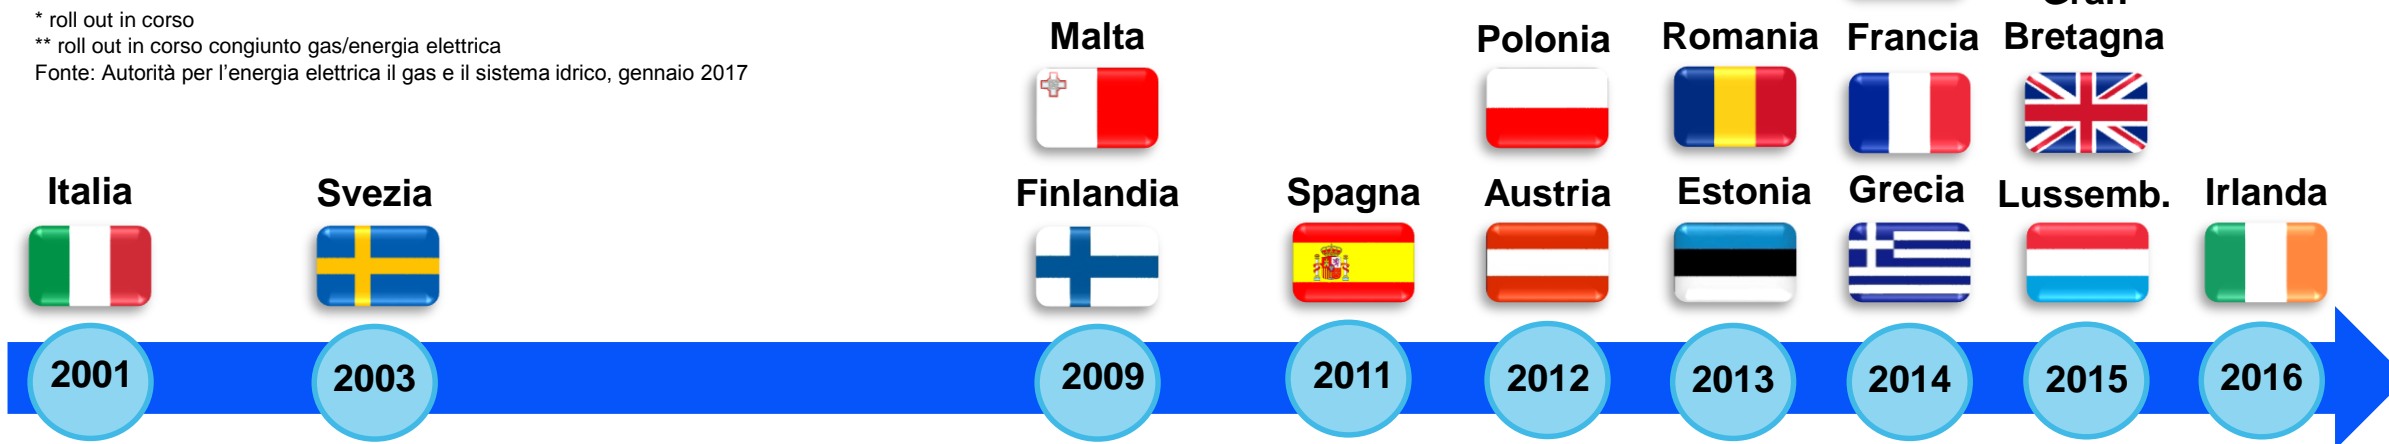 * roll out in corso
** roll out in corso congiunto gas/energia elettrica
Fonte: Autorità per l'energia elettrica il gas e il sistema idrico, gennaio 2017
Malta
Polonia
Romania
Francia
Gran
Bretagna
Italia
Svezia
Finlandia
Spagna
Austria
Estonia
Grecia
Lussemb.
Irlanda
2001
2003
2009
2011
2012
2013
2014
2015
2016